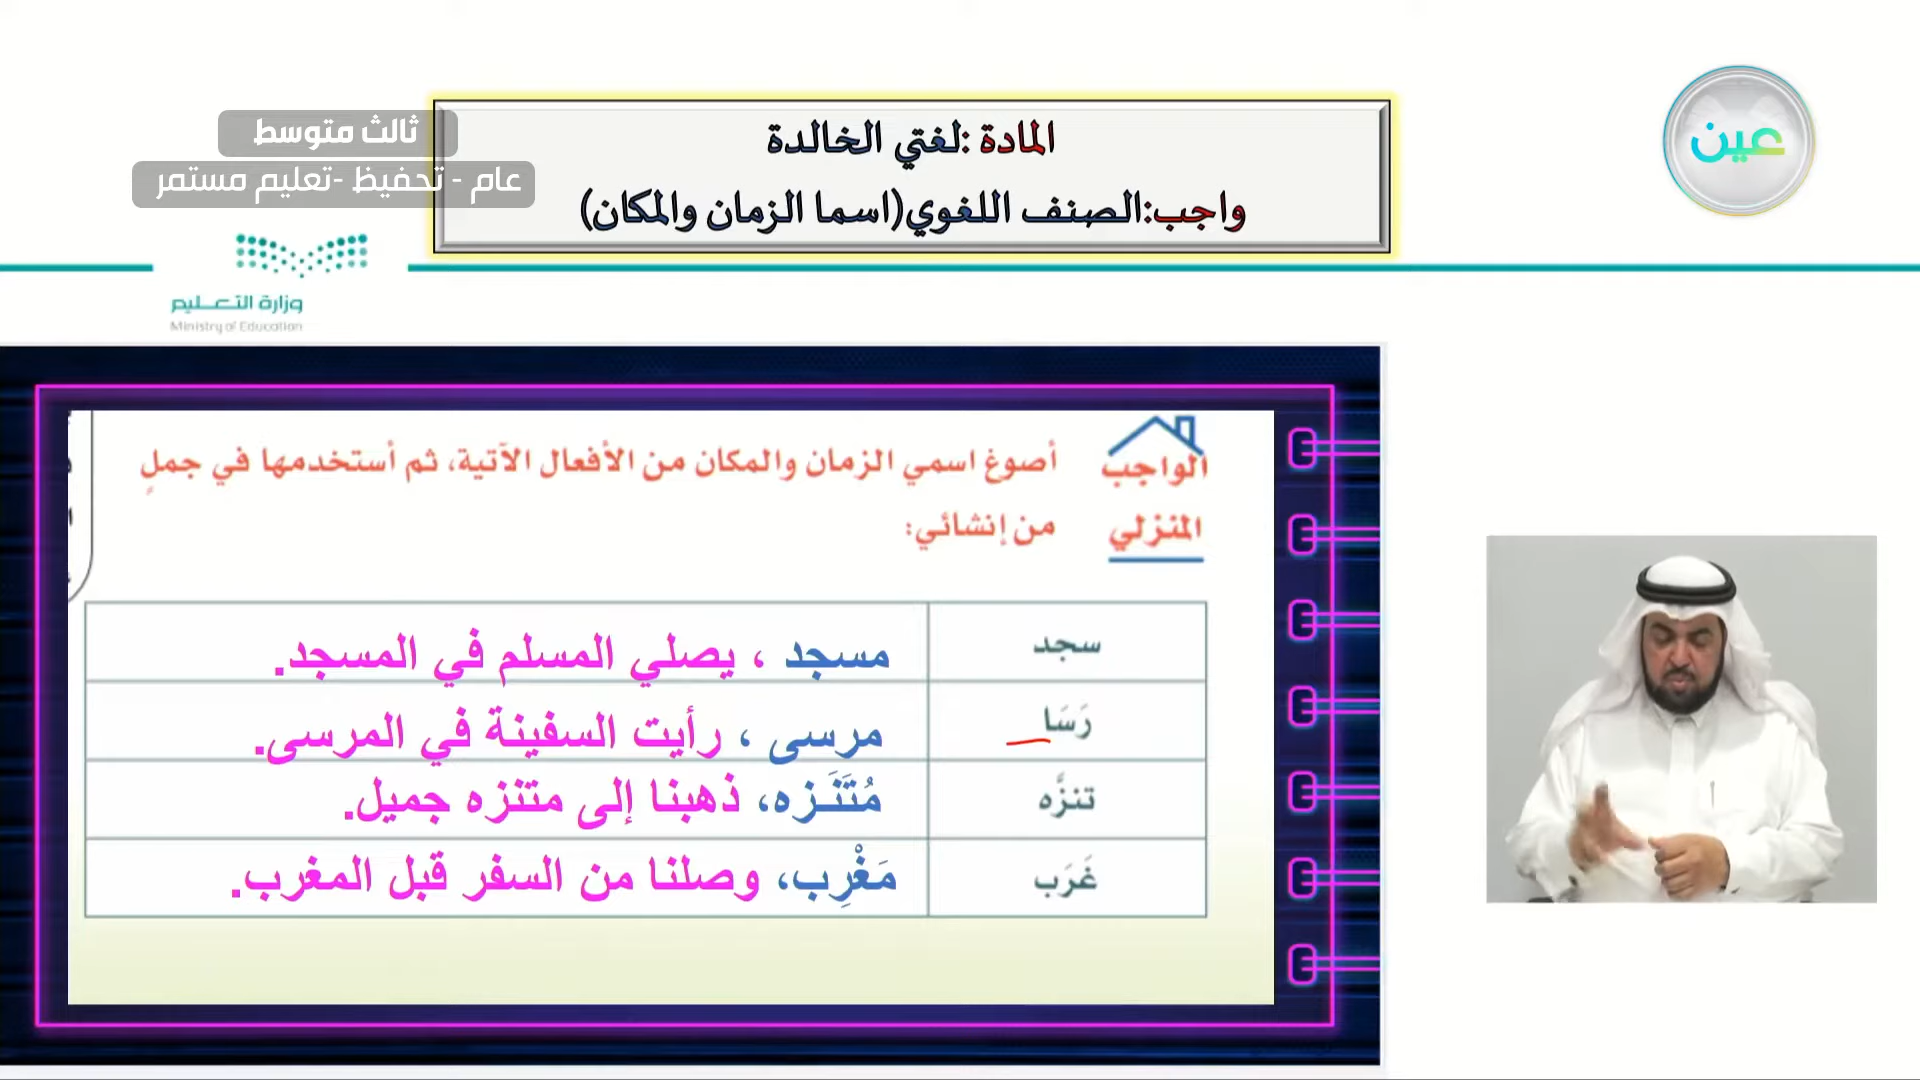 ثالث متوسط
عام - تحفيظ -تعليم مستمر
المادة :لغتي الخالدة
واجب:الصنف اللغوي(اسما الزمان والمكان)
عين
وزارة التعليم
Ministry of Education
الواجب
المنزلي
أصوغ اسمي الزمان والمكان من الأفعال الآتية، ثم أستخدمها في جملٍ
من إنشائي:
سجد
مسجد ، يصلي المسلم في المسجد.
رَسَا
مرسى ، رأيت السفينة في المرسى.
تنزَّه
مُتَنَـزه، ذهبنا إلى متنزه جميل.
غَرَب
مَغْرِب، وصلنا من السفر قبل المغرب.